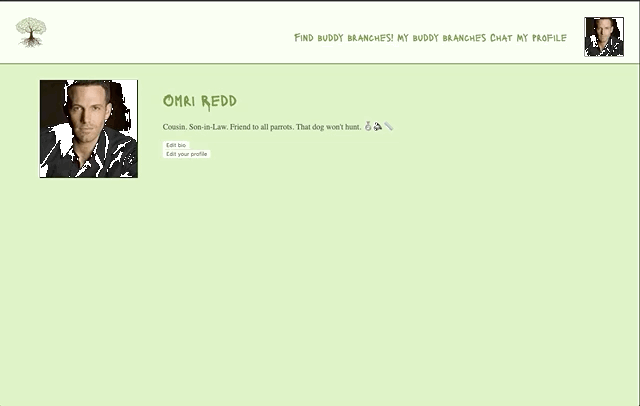 Find buddy branches! My buddy branches Chat My profile
Omri Redd
Cousin. Son-in-Law. Friend to all parrots. That dog won't hunt.
Edit bio
Edit your profile